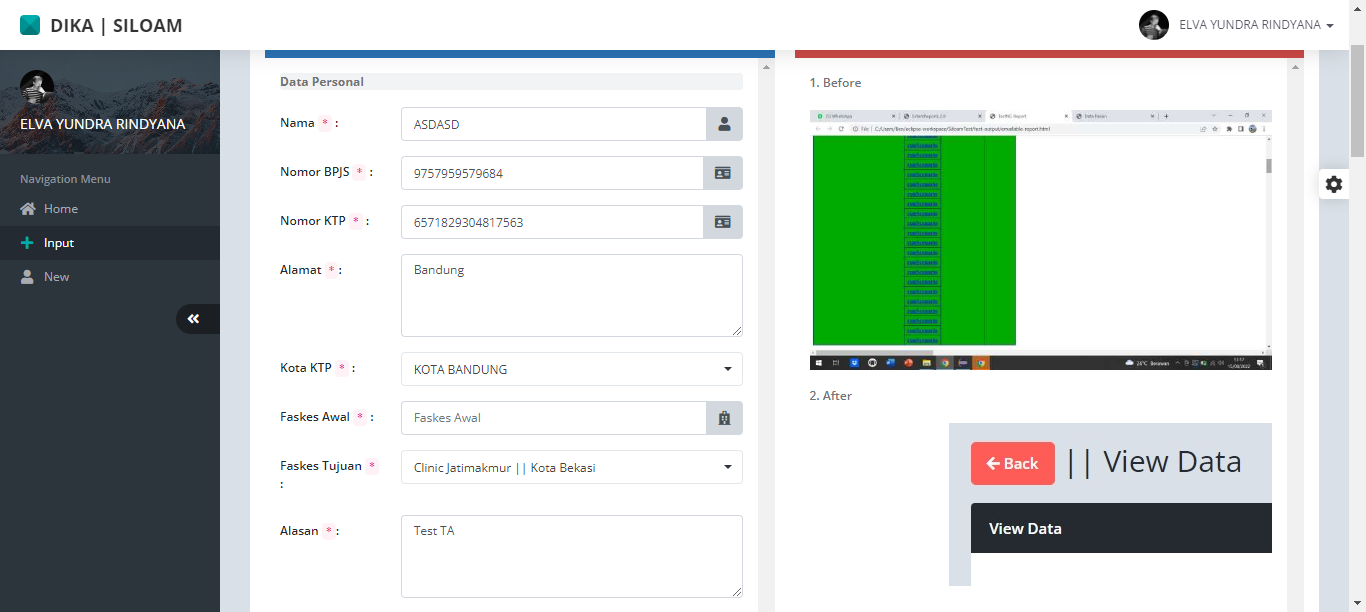 DIKA | SILOAM
ELVA YUNDRA RINDYANA
ELVA YUNDRA RINDYANA
Navigation Menu
Home
Input
New
Data Personal
Nama * :
ASDASD
Nomor BPJS * :
9757959579684
Nomor KTP * :
6571829304817563
Alamat * :
Bandung
Kota KTP * :
KOTA BANDUNG
Faskes Awal * :
Faskes Awal
Faskes Tujuan *
:
Clinic Jatimakmur || Kota Bekasi
Alasan * :
Test TA
1. Before
2. After
Back
|| View Data
View Data